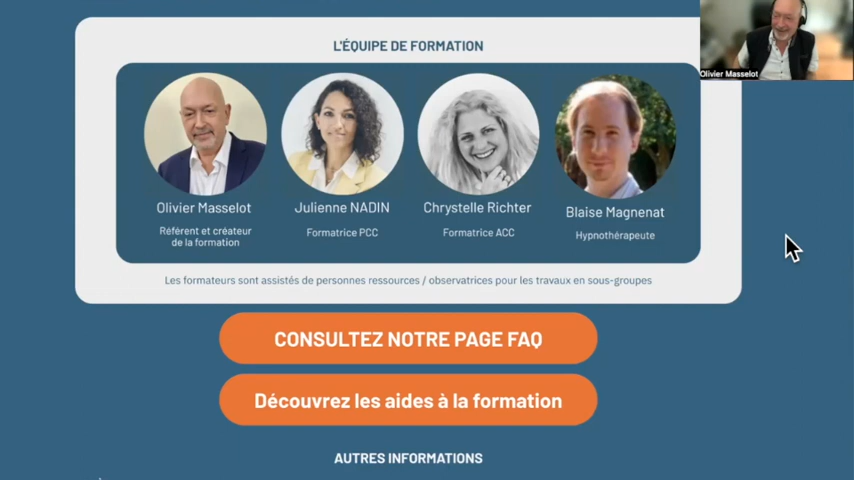 L'ÉQUIPE DE FORMATION
Olivier Masselot
Olivier Masselot
Julienne NADIN
Chrystelle Richter
Blaise Magnenat
Référent et créateur
de la formation
Formatrice PCC
Formatrice ACC
Hypnothérapeute
Les formateurs sont assistés de personnes ressources / observatrices pour les travaux en sous-groupes
CONSULTEZ NOTRE PAGE FAQ
Découvrez les aides à la formation
AUTRES INFORMATIONS